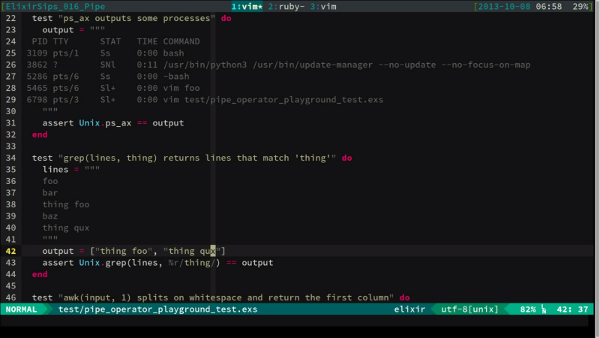 [ElixirSips_016_Pipe 1:vim* 2:ruby- 3:vim [2013-10-08 06:58 29%]
22 test "ps_ax outputs some processes" do
23 output = """
24 PID TTY STAT TIME COMMAND
25 3109 pts/1 Ss 0:00 bash
26 3862 ? SNl 0:11 /usr/bin/python3 /usr/bin/update-manager --no-update --no-focus-on-map
27 5286 pts/6 Ss 0:00 -bash
28 5465 pts/6 Sl+ 0:00 vim foo
29 6798 pts/3 Sl+ 0:00 vim test/pipe_operator_playground_test.exs
30 """
31 assert Unix.ps_ax == output
32 end
33
34 test "grep(lines, thing) returns lines that match 'thing'" do
35 lines = """
36 foo
37 bar
38 thing foo
39 baz
40 thing qux
41 """
42 output = ["thing foo", "thing qux"]
43 assert Unix.grep(lines, %r/thing/) == output
44 end
45
46 test "awk(input, 1) splits on whitespace and return the first column" do
NORMAL test/pipe_operator_playground_test.exs elixir utf-8[unix] 82% 42: 37